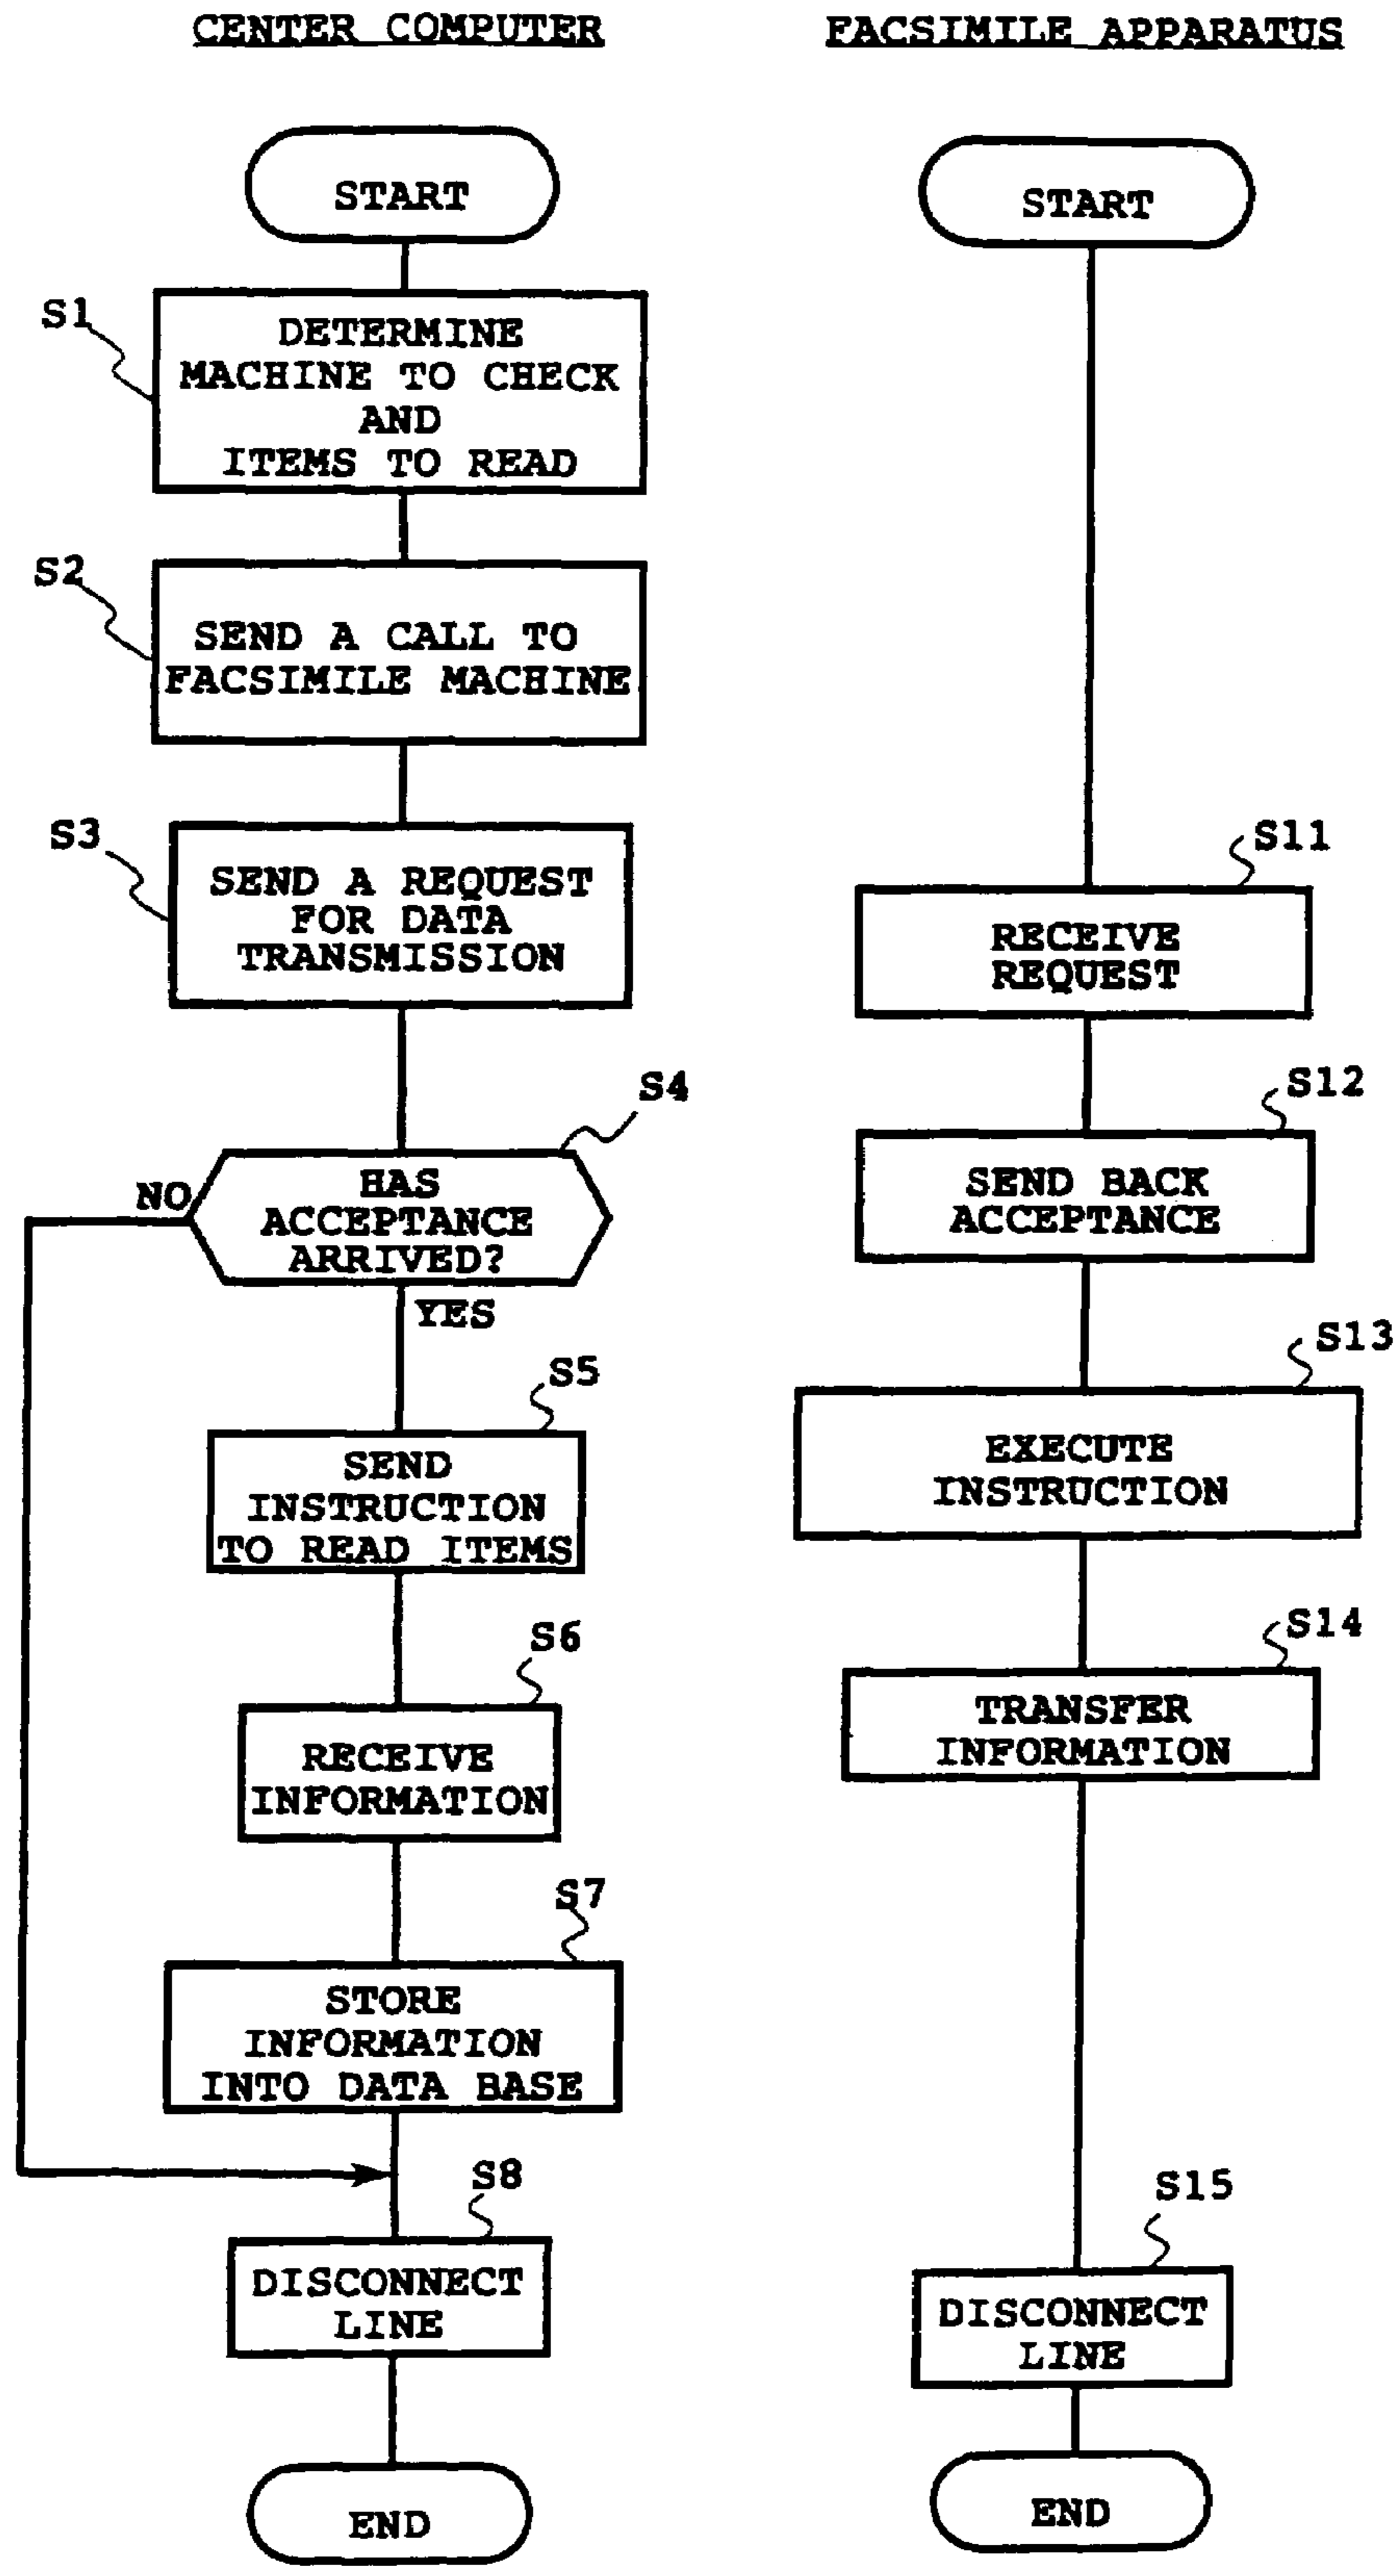 CENTER COMPUTER
START
S1
DETERMINE
MACHINE TO CHECK
AND
ITEMS TO READ
S2
SEND A CALL TO
FACSIMILE MACHINE
S3
SEND A REQUEST
FOR DATA
TRANSMISSION
S4
HAS
ACCEPTANCE
ARRIVED?
NO
YES
S5
SEND
INSTRUCTION
TO READ ITEMS
S6
RECEIVE
INFORMATION
S7
STORE
INFORMATION
INTO DATA BASE
S8
DISCONNECT
LINE
END
FACSIMILE APPARATUS
START
S11
RECEIVE
REQUEST
S12
SEND BACK
ACCEPTANCE
S13
EXECUTE
INSTRUCTION
S14
TRANSFER
INFORMATION
S15
DISCONNECT
LINE
END